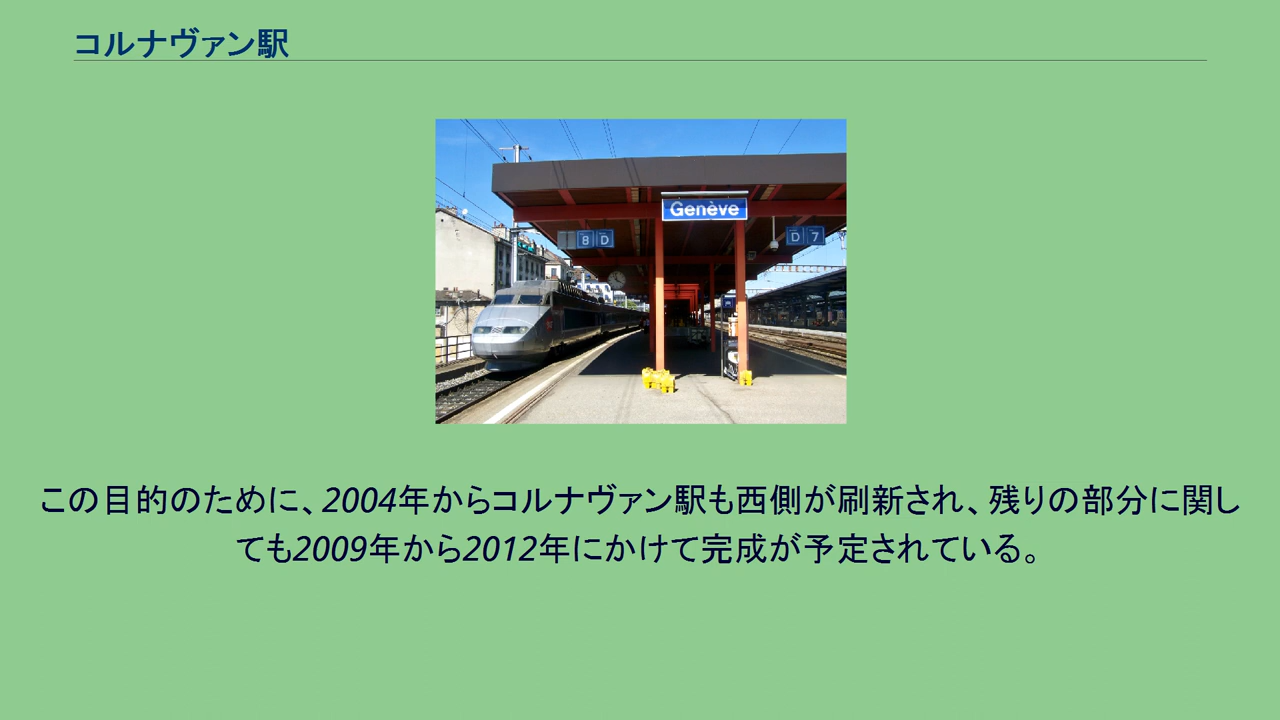 コルナヴァン駅
Genève
8 D
D 7
この目的のために、2004年からコルナヴァン駅も西側が刷新され、残りの部分に関し
ても2009年から2012年にかけて完成が予定されている。